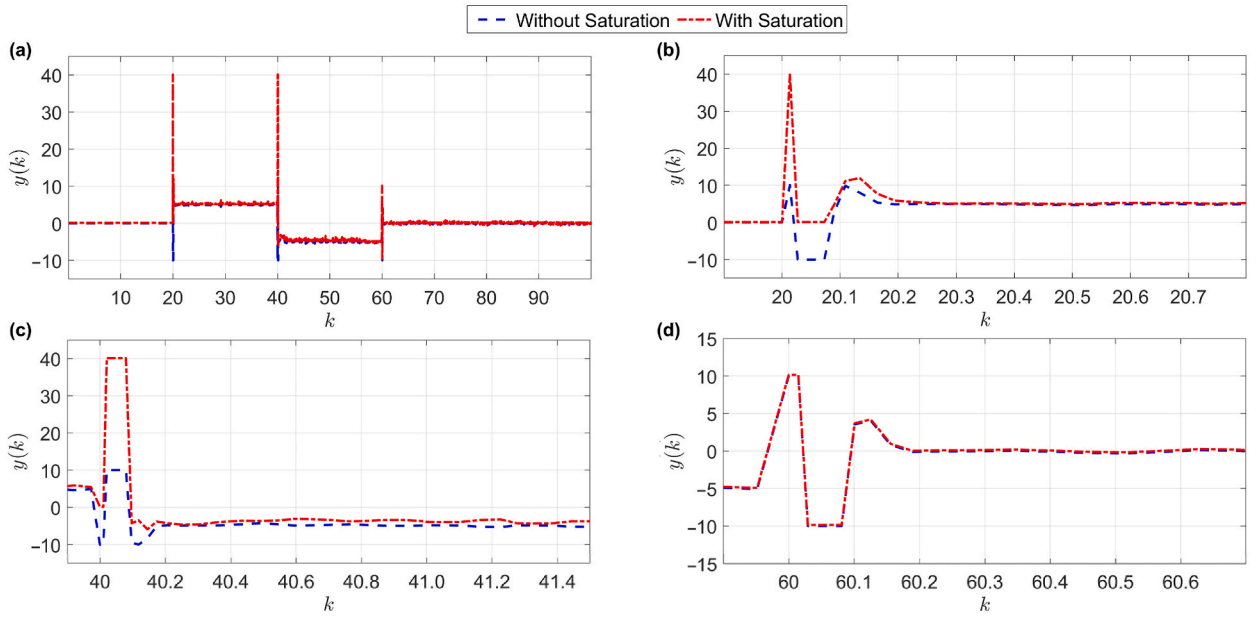 Without Saturation With Saturation
(a)
40
30
20
10
0
−10
y(k)
10 20 30 40 50 60 70 80 90
k
(b)
40
30
20
10
0
−10
y(k)
20 20.1 20.2 20.3 20.4 20.5 20.6 20.7
k
(c)
40
30
20
10
0
−10
y(k)
40 40.2 40.4 40.6 40.8 41.0 41.2 41.4
k
(d)
15
10
5
0
−5
−10
−15
y(k)
60 60.1 60.2 60.3 60.4 60.5 60.6
k